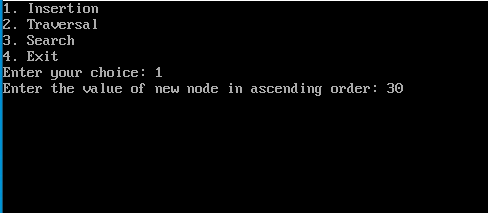 1. Insertion
2. Traversal
3. Search
4. Exit
Enter your choice: 1
Enter the value of new node in ascending order: 30